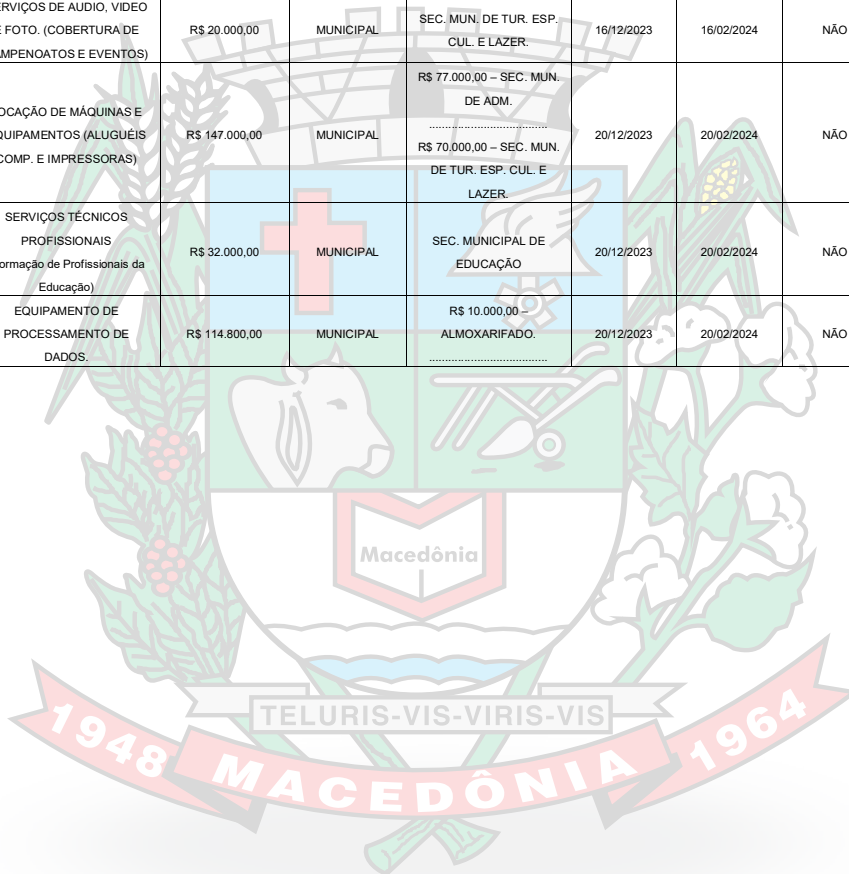 ERVIÇOS DE AUDIO, VIDEO
E FOTO. (COBERTURA DE
AMPENOATOS E EVENTOS)
R$ 20.000,00
MUNICIPAL
SEC. MUN. DE TUR. ESP.
CUL. E LAZER.
16/12/2023
16/02/2024
NÃO
OCAÇÃO DE MÁQUINAS E
QUIPAMENTOS (ALUGUÉIS
COMP. E IMPRESSORAS)
R$ 147.000,00
MUNICIPAL
R$ 77.000,00 – SEC. MUN.
DE ADM.
........................................
R$ 70.000,00 – SEC. MUN.
DE TUR. ESP. CUL. E
LAZER.
20/12/2023
20/02/2024
NÃO
SERVIÇOS TÉCNICOS
PROFISSIONAIS
ormação de Profissionais da
Educação)
R$ 32.000,00
MUNICIPAL
SEC. MUNICIPAL DE
EDUCAÇÃO
20/12/2023
20/02/2024
NÃO
EQUIPAMENTO DE
PROCESSAMENTO DE
DADOS.
R$ 114.800,00
MUNICIPAL
R$ 10.000,00 –
ALMOXARIFADO.
........................................
20/12/2023
20/02/2024
NÃO
Macedônia
TELURIS-VIS-VIRIS-VIS
1948 MACEDÔNIA 1964